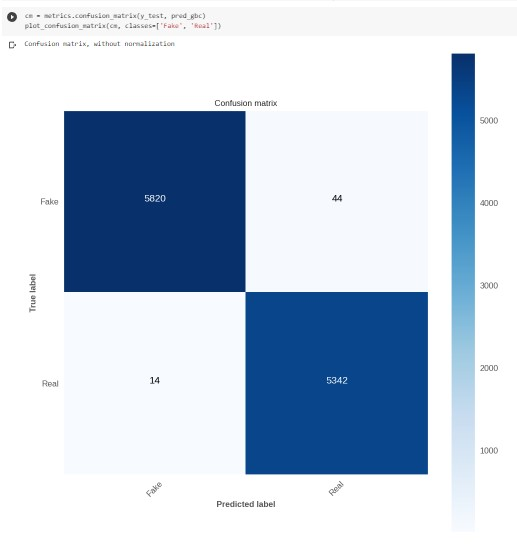 cm = metrics.confusion_matrix(y_test, pred_gbc)
plot_confusion_matrix(cm, classes=['Fake', 'Real'])
Confusion matrix, without normalization
Confusion matrix
5000
4000
3000
2000
1000
True label
Fake
5820
44
Real
14
5342
Fake
Real
Predicted label